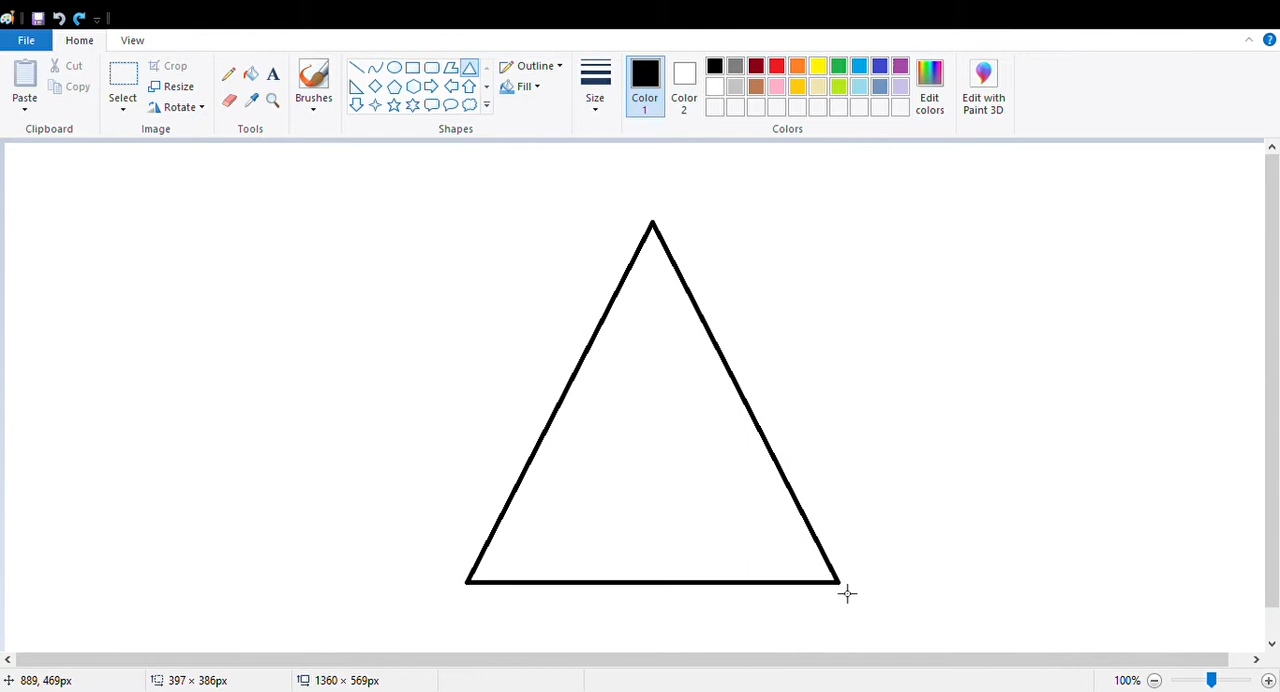 File Home View
Paste Cut Copy
Clipboard
Select Crop Resize Rotate
Image
A
Tools
Brushes
Shapes
Outline Fill
Size
Color 1 Color 2
Edit colors
Colors
Edit with Paint 3D
?
889, 469px 397 × 386px 1360 × 569px 100%